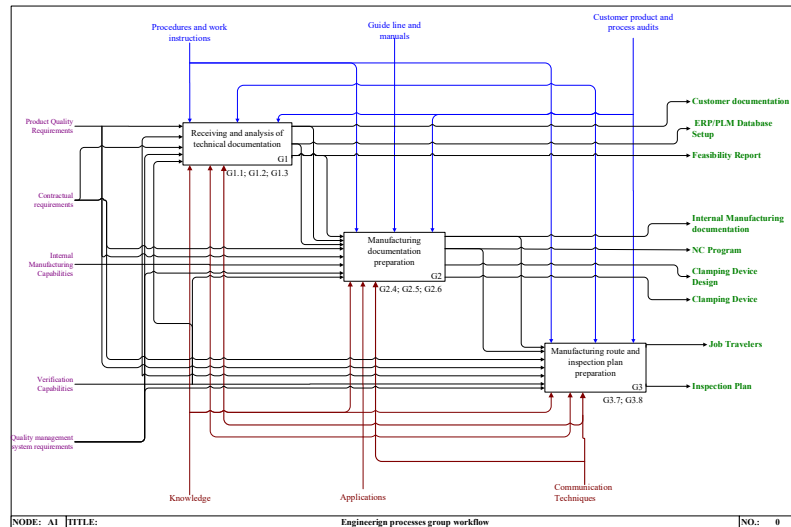 Procedures and work
instructions
Guide line and
manuals
Customer product and
process audits
Product Quality
Requirements
Contractual
requirements
Internal
Manufacturing
Capabilities
Verification
Capabilities
Quality management
system requirements
Receiving and analysis of
technical documentation
G1
G1.1; G1.2; G1.3
Manufacturing
documentation
preparation
G2
G2.4; G2.5; G2.6
Manufacturing route and
inspection plan
preparation
G3
G3.7; G3.8
Customer documentation
ERP/PLM Database
Setup
Feasibility Report
Internal Manufacturing
documentation
NC Program
Clamping Device
Design
Clamping Device
Job Travelers
Inspection Plan
Knowledge
Applications
Communication
Techniques
NODE: A1 TITLE: Engineerign processes group workflow NO.: 0